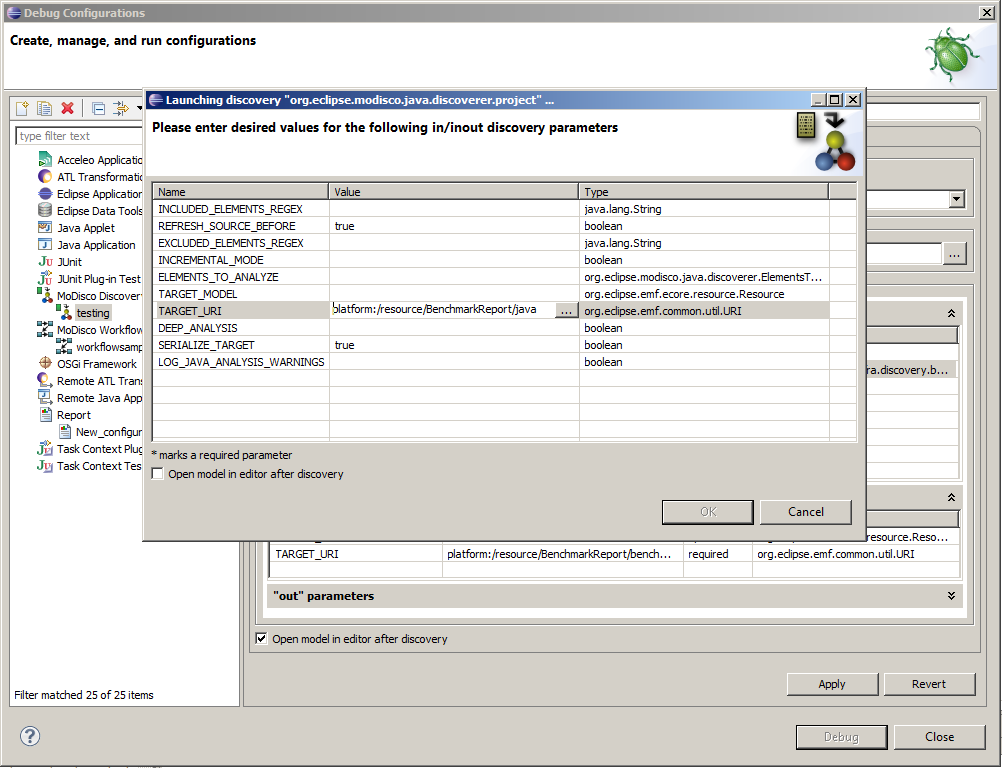 Debug Configurations
Create, manage, and run configurations
type filter text
Acceleo Applicatio
ATL Transformatio
Eclipse Application
Eclipse Data Tools
Java Applet
Java Application
JUnit
JUnit Plug-in Test
MoDisco Discover
testing
MoDisco Workflow
workflowsamp
OSGi Framework
Remote ATL Tran
Remote Java App
Report
New_configur
Task Context Plug
Task Context Tes
Filter matched 25 of 25 items
Launching discovery "org.eclipse.modisco.java.discoverer.project" ...
Please enter desired values for the following in/inout discovery parameters
Name Value Type
INCLUDED_ELEMENTS_REGEX java.lang.String
REFRESH_SOURCE_BEFORE true boolean
EXCLUDED_ELEMENTS_REGEX java.lang.String
INCREMENTAL_MODE boolean
ELEMENTS_TO_ANALYZE org.eclipse.modisco.java.discoverer.ElementsT...
TARGET_MODEL org.eclipse.emf.ecore.resource.Resource
TARGET_URI platform:/resource/BenchmarkReport/java ... org.eclipse.emf.common.util.URI
DEEP_ANALYSIS boolean
SERIALIZE_TARGET true boolean
LOG_JAVA_ANALYSIS_WARNINGS boolean
* marks a required parameter
Open model in editor after discovery
OK Cancel
...
ra.discovery.b...
resource.Reso...
TARGET_URI platform:/resource/BenchmarkReport/bench... required org.eclipse.emf.common.util.URI
"out" parameters
Open model in editor after discovery
Apply Revert
? Debug Close